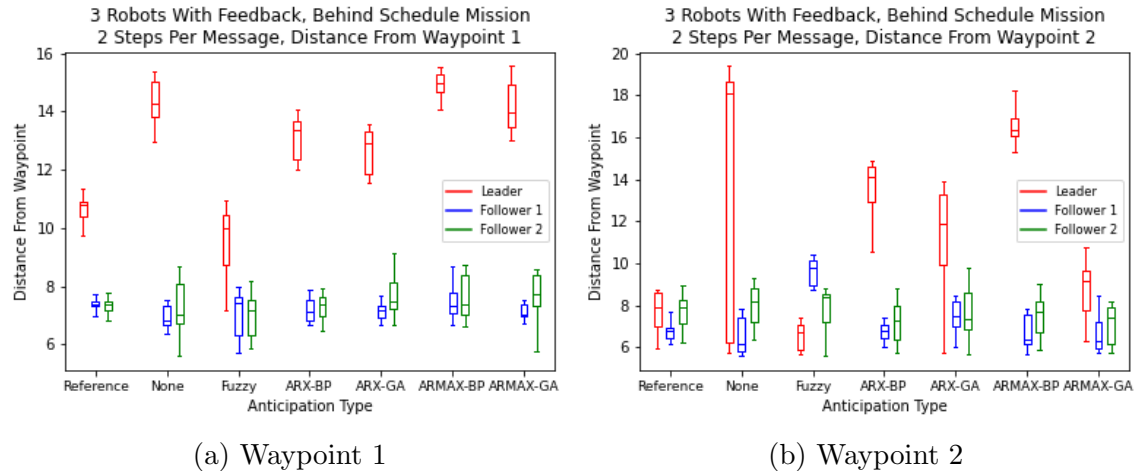 3 Robots With Feedback, Behind Schedule Mission
2 Steps Per Message, Distance From Waypoint 1
16
14
12
10
8
6
Distance From Waypoint
Leader
Follower 1
Follower 2
Reference None Fuzzy ARX-BP ARX-GA ARMAX-BP ARMAX-GA
Anticipation Type
(a) Waypoint 1
3 Robots With Feedback, Behind Schedule Mission
2 Steps Per Message, Distance From Waypoint 2
20
18
16
14
12
10
8
6
Distance From Waypoint
Leader
Follower 1
Follower 2
Reference None Fuzzy ARX-BP ARX-GA ARMAX-BP ARMAX-GA
Anticipation Type
(b) Waypoint 2